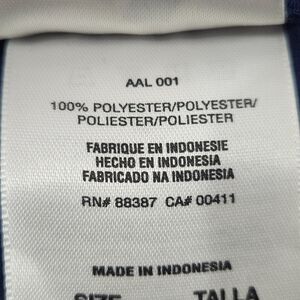 AAL 001
100% POLYESTER/POLYESTER/
POLIESTER/POLIESTER
FABRIQUE EN INDONESIE
HECHO EN INDONESIA
FABRICADO NA INDONESIA
RN# 88387 CA# 00411
MADE IN INDONESIA
SIZE TALLA